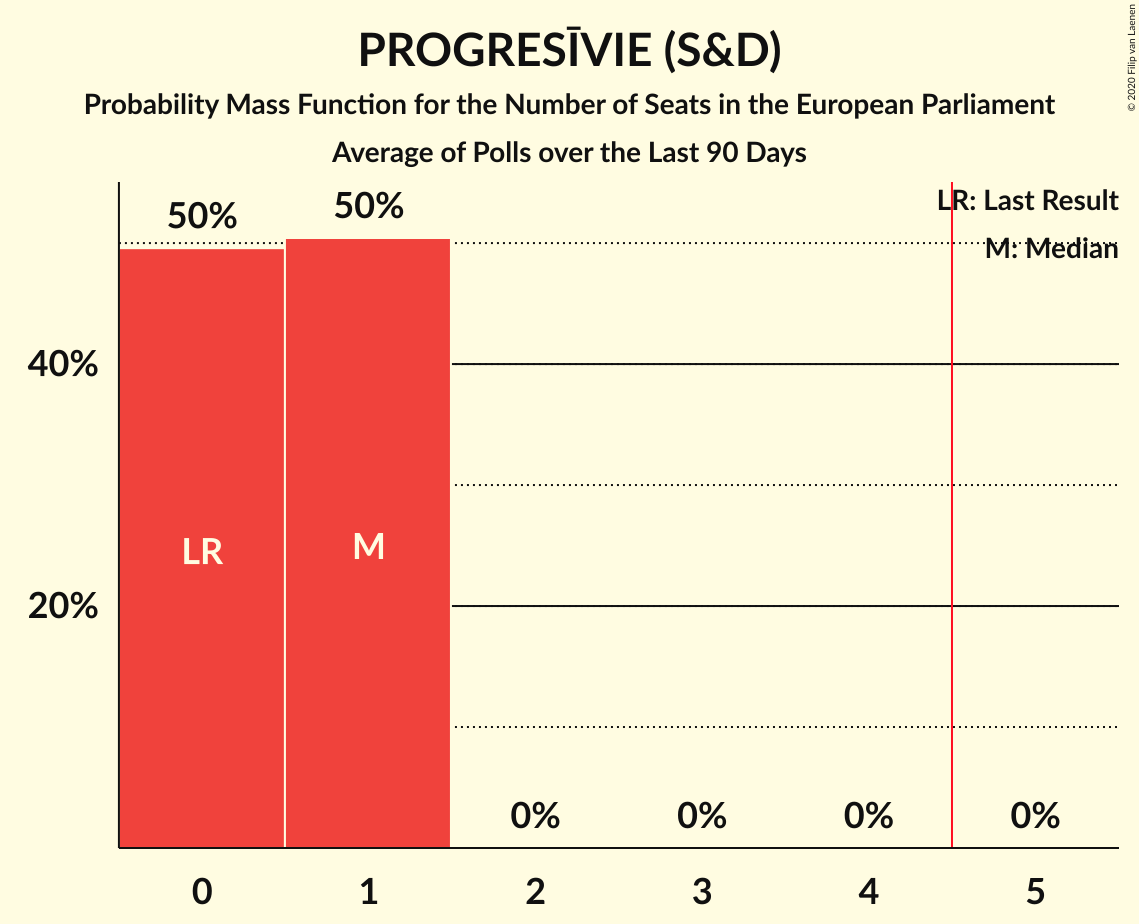 PROGRESĪVIE (S&D)
Probability Mass Function for the Number of Seats in the European Parliament
Average of Polls over the Last 90 Days
© 2020 Filip van Laenen
LR: Last Result
M: Median
50%
50%
40%
20%
LR
M
0%
0%
0%
0%
0
1
2
3
4
5